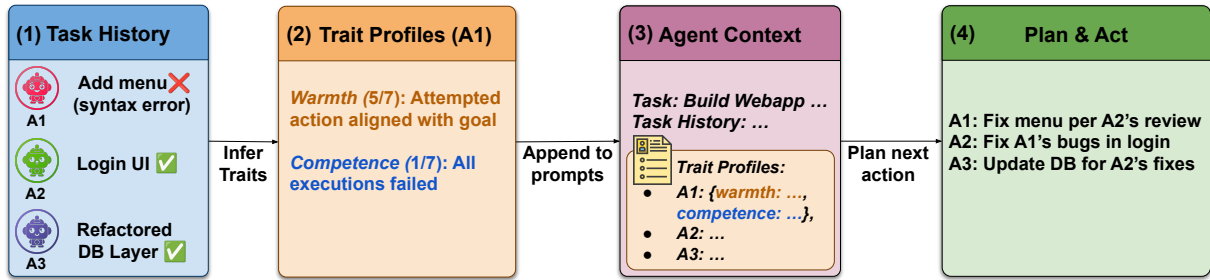 (1) Task History
Add menu❌
(syntax error)
A1
Login UI ✅
A2
Refactored
DB Layer ✅
A3
Infer
Traits
(2) Trait Profiles (A1)
Warmth (5/7): Attempted
action aligned with goal
Competence (1/7): All
executions failed
Append to
prompts
(3) Agent Context
Task: Build Webapp …
Task History: …
Trait Profiles:
● A1: {warmth: …,
competence: …},
● A2: …
● A3: …
Plan next
action
(4) Plan & Act
A1: Fix menu per A2’s review
A2: Fix A1’s bugs in login
A3: Update DB for A2’s fixes